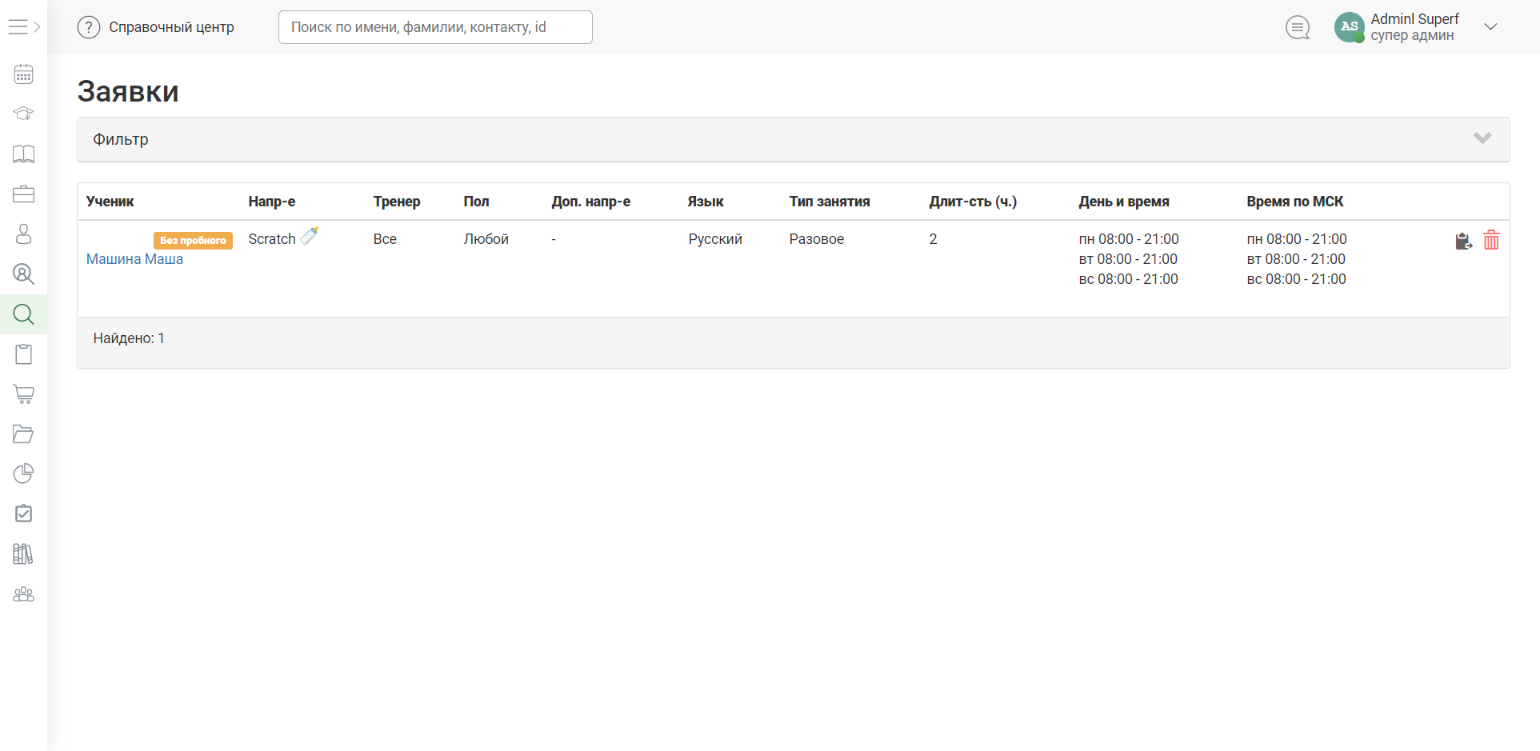 Справочный центр
Поиск по имени, фамилии, контакту, id
AS
Adminl Superf
супер админ
Заявки
Фильтр
Ученик Напр-е Тренер Пол Доп. напр-е Язык Тип занятия Длит-сть (ч.) День и время Время по МСК
Без пробного Scratch Все Любой - Русский Разовое 2 пн 08:00 - 21:00 пн 08:00 - 21:00
Машина Маша вт 08:00 - 21:00 вт 08:00 - 21:00
вс 08:00 - 21:00 вс 08:00 - 21:00
Найдено: 1